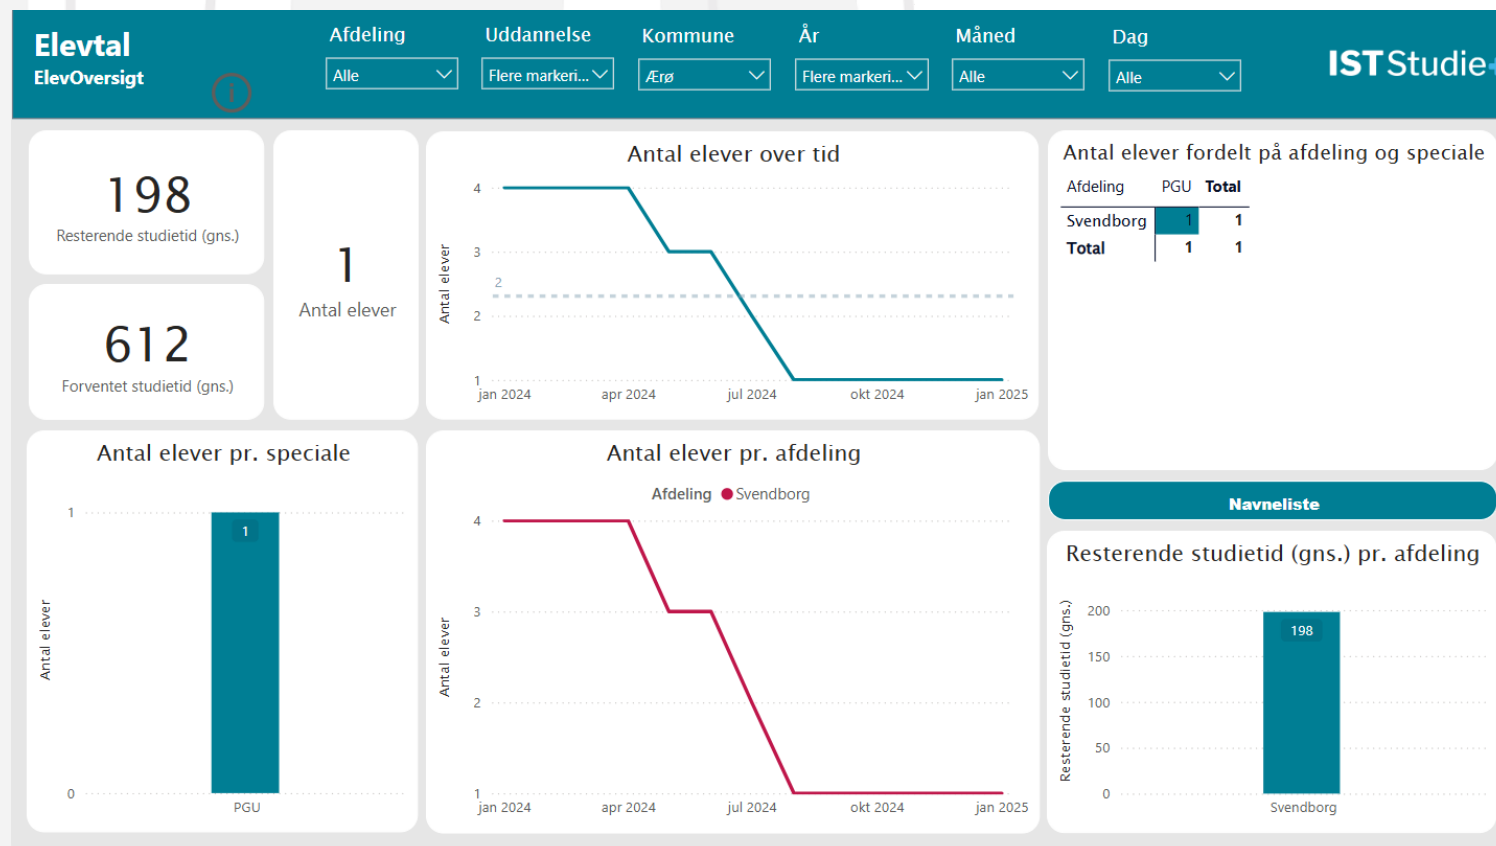 Elevtal
ElevOversigt
Afdeling
Alle
Uddannelse
Flere markeri...
Kommune
Ærø
År
Flere markeri...
Måned
Alle
Dag
Alle
IST Studie+
198
Resterende studietid (gns.)
612
Forventet studietid (gns.)
1
Antal elever
Antal elever over tid
Antal elever
4
3
2
2
1
jan 2024
apr 2024
jul 2024
okt 2024
jan 2025
Antal elever fordelt på afdeling og speciale
Afdeling PGU Total
Svendborg 1 1
Total 1 1
Antal elever pr. speciale
Antal elever
1
1
0
PGU
Antal elever pr. afdeling
Afdeling Svendborg
Antal elever
4
3
2
1
jan 2024
apr 2024
jul 2024
okt 2024
jan 2025
Navneliste
Resterende studietid (gns.) pr. afdeling
Resterende studietid (gns.)
200
198
150
100
50
0
Svendborg